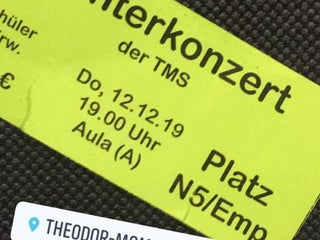 nterkonzert
der TMS
hüler
rw.
€
Do, 12.12.19
19.00 Uhr
Aula (A)
Platz
N5/Emp
THEODOR-MOM